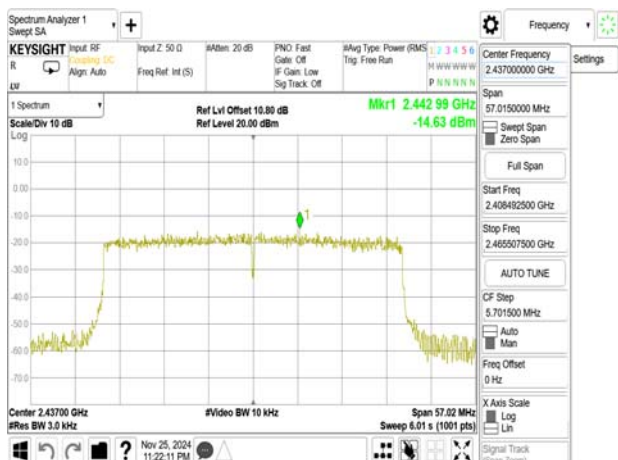 Spectrum Analyzer 1
Swept SA
+
Frequency
KEYSIGHT
R
Input: RF
Coupling: DC
Align: Auto
Input Z: 50 Ω
Freq Ref: Int (S)
#Atten: 20 dB
PNO: Fast
Gate: Off
IF Gain: Low
Sig Track: Off
#Avg Type: Power (RMS
Trig: Free Run
1 2 3 4 5 6
M W W W W W
P N N N N N
1 Spectrum
Scale/Div 10 dB
Ref Lvl Offset 10.80 dB
Ref Level 20.00 dBm
Mkr1 2.442 99 GHz
-14.63 dBm
Log
10.0
0.00
-10.0
-20.0
-30.0
-40.0
-50.0
-60.0
-70.0
1
Center 2.43700 GHz
#Res BW 3.0 kHz
#Video BW 10 kHz
Span 57.02 MHz
Sweep 6.01 s (1001 pts)
Nov 25, 2024
11:22:11 PM
?
Settings
Center Frequency
2.437000000 GHz
Span
57.0150000 MHz
Swept Span
Zero Span
Full Span
Start Freq
2.408492500 GHz
Stop Freq
2.465507500 GHz
AUTO TUNE
CF Step
5.701500 MHz
Auto
Man
Freq Offset
0 Hz
X Axis Scale
Log
Lin
Signal Track